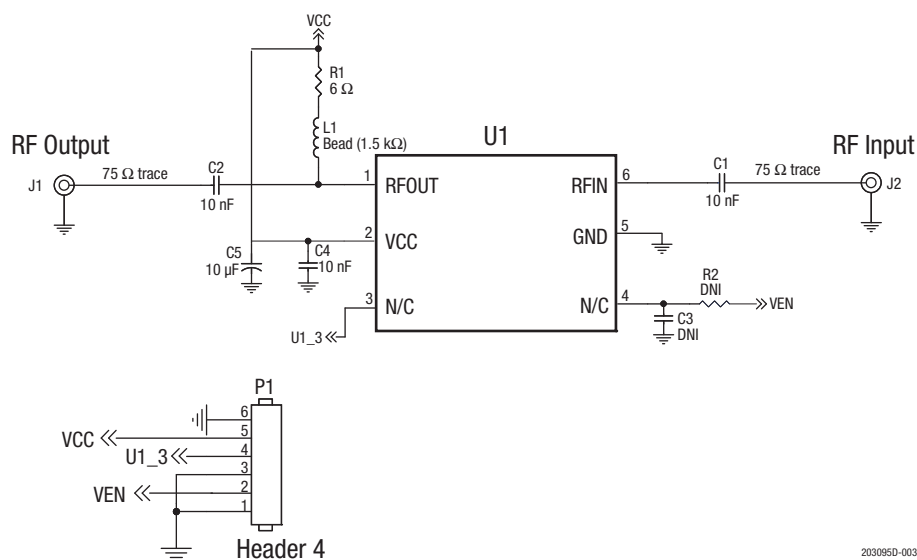 VCC
R1
6 Ω
L1
Bead (1.5 kΩ)
U1
RF Output
RF Input
J1
75 Ω trace
C2
10 nF
1
RFOUT
RFIN
6
C1
10 nF
75 Ω trace
J2
2
VCC
GND
5
C5
10 µF
C4
10 nF
3
N/C
N/C
4
R2
DNI
VEN
C3
DNI
U1_3
P1
6
VCC
5
U1_3
4
3
VEN
2
1
Header 4
203095D-003